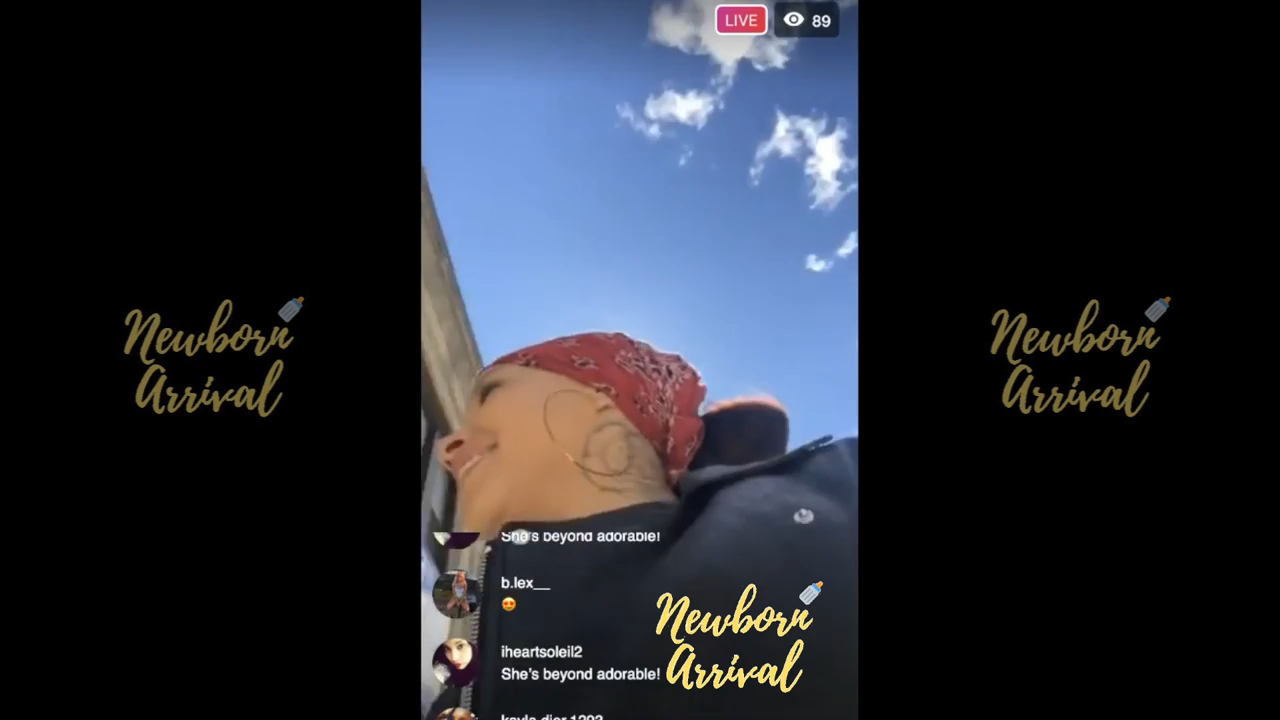 LIVE
89
She's beyond adorable!
b.lex__
😍
iheartsoleil2
She's beyond adorable!
Newborn
Arrival
Newborn
Arrival
Newborn
Arrival